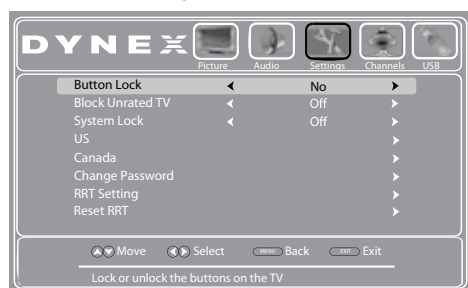 DYNEX
Picture Audio Settings Channels USB
Button Lock No
Block Unrated TV Off
System Lock Off
US
Canada
Change Password
RRT Setting
Reset RRT
Move Select MENU Back EXIT Exit
Lock or unlock the buttons on the TV